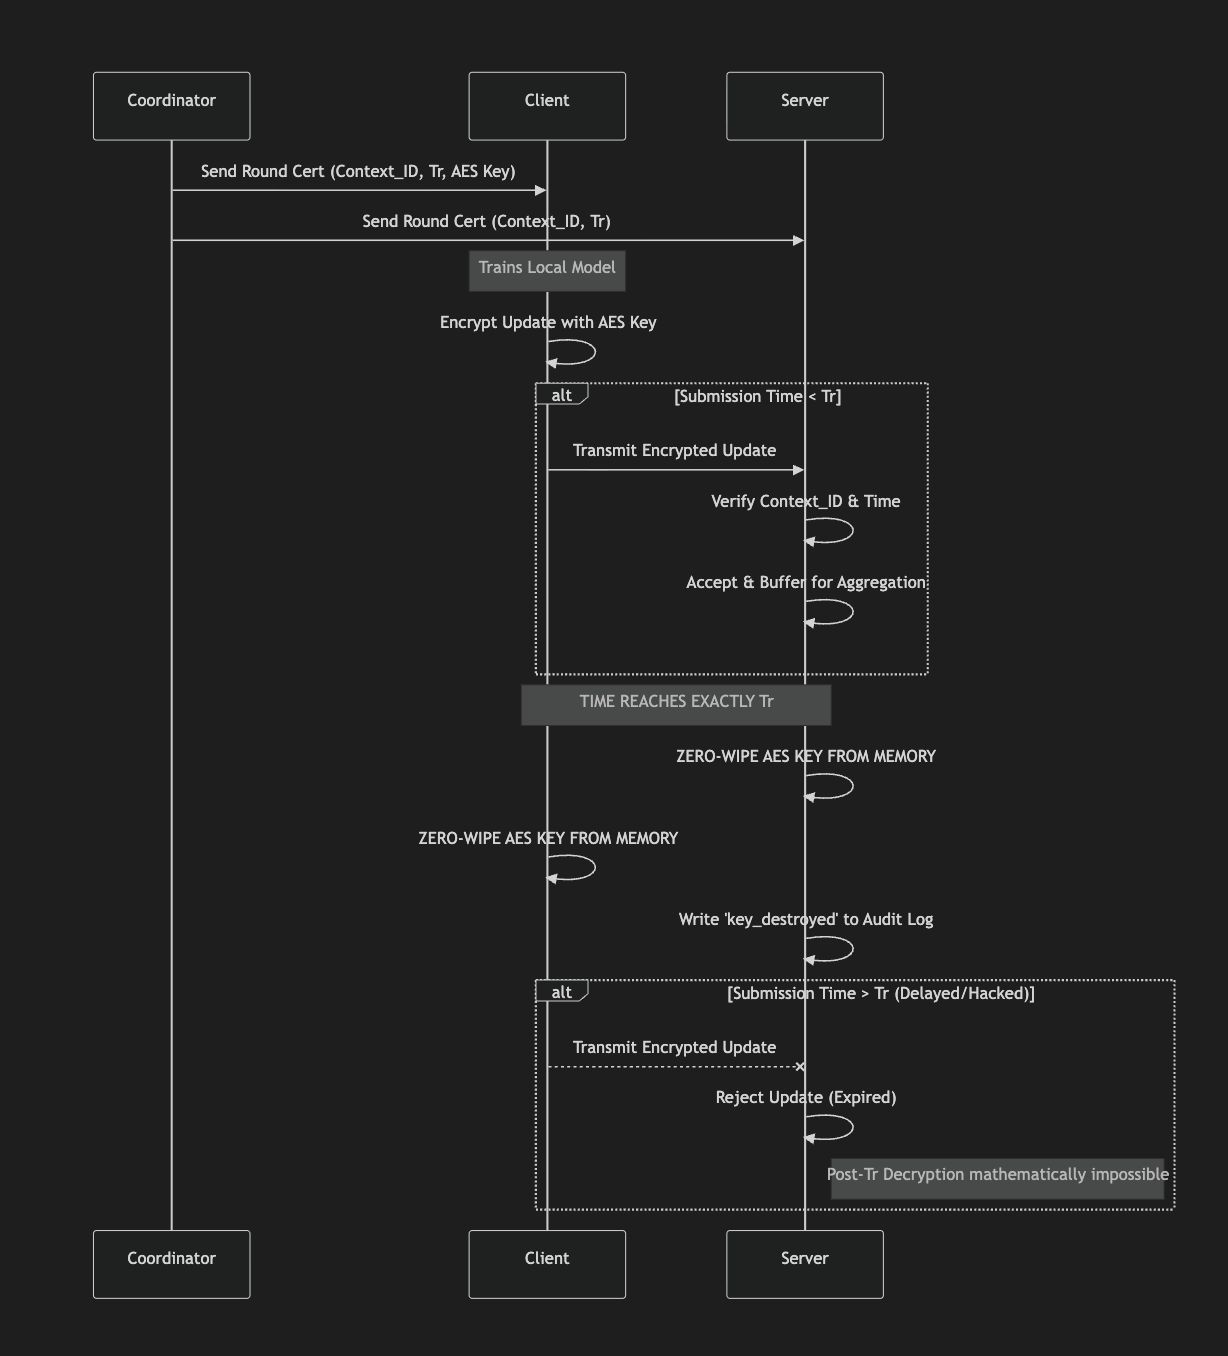 Coordinator
Client
Server
Send Round Cert (Context_ID, Tr, AES Key)
Send Round Cert (Context_ID, Tr)
Trains Local Model
Encrypt Update with AES Key
alt
[Submission Time < Tr]
Transmit Encrypted Update
Verify Context_ID & Time
Accept & Buffer for Aggregation
TIME REACHES EXACTLY Tr
ZERO-WIPE AES KEY FROM MEMORY
ZERO-WIPE AES KEY FROM MEMORY
Write 'key_destroyed' to Audit Log
alt
[Submission Time > Tr (Delayed/Hacked)]
Transmit Encrypted Update
Reject Update (Expired)
Post-Tr Decryption mathematically impossible
Coordinator
Client
Server